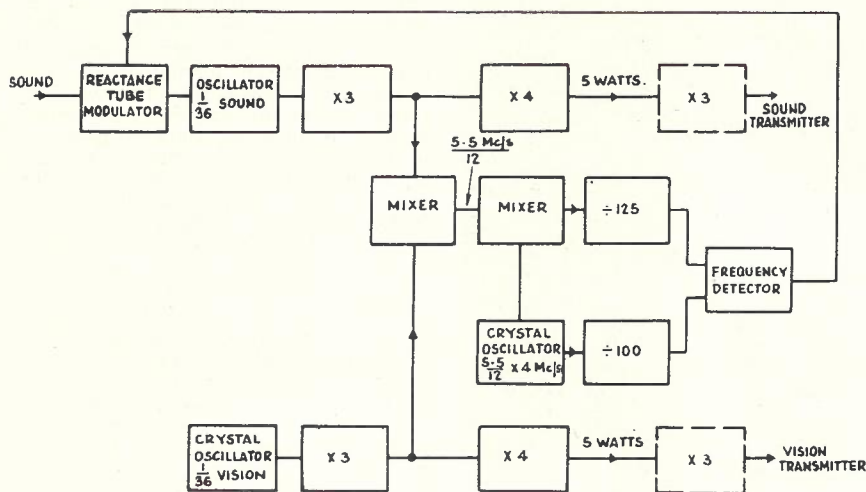 SOUND
REACTANCE
TUBE
MODULATOR
OSCILLATOR
1/36 SOUND
X 3
X 4
5 WATTS.
X 3
SOUND
TRANSMITTER
5·5 Mc/s
12
MIXER
MIXER
÷125
FREQUENCY
DETECTOR
CRYSTAL
OSCILLATOR
5·5/12 X 4 Mc/s
÷100
CRYSTAL
OSCILLATOR
1/36 VISION
X 3
X 4
5 WATTS
X 3
VISION
TRANSMITTER